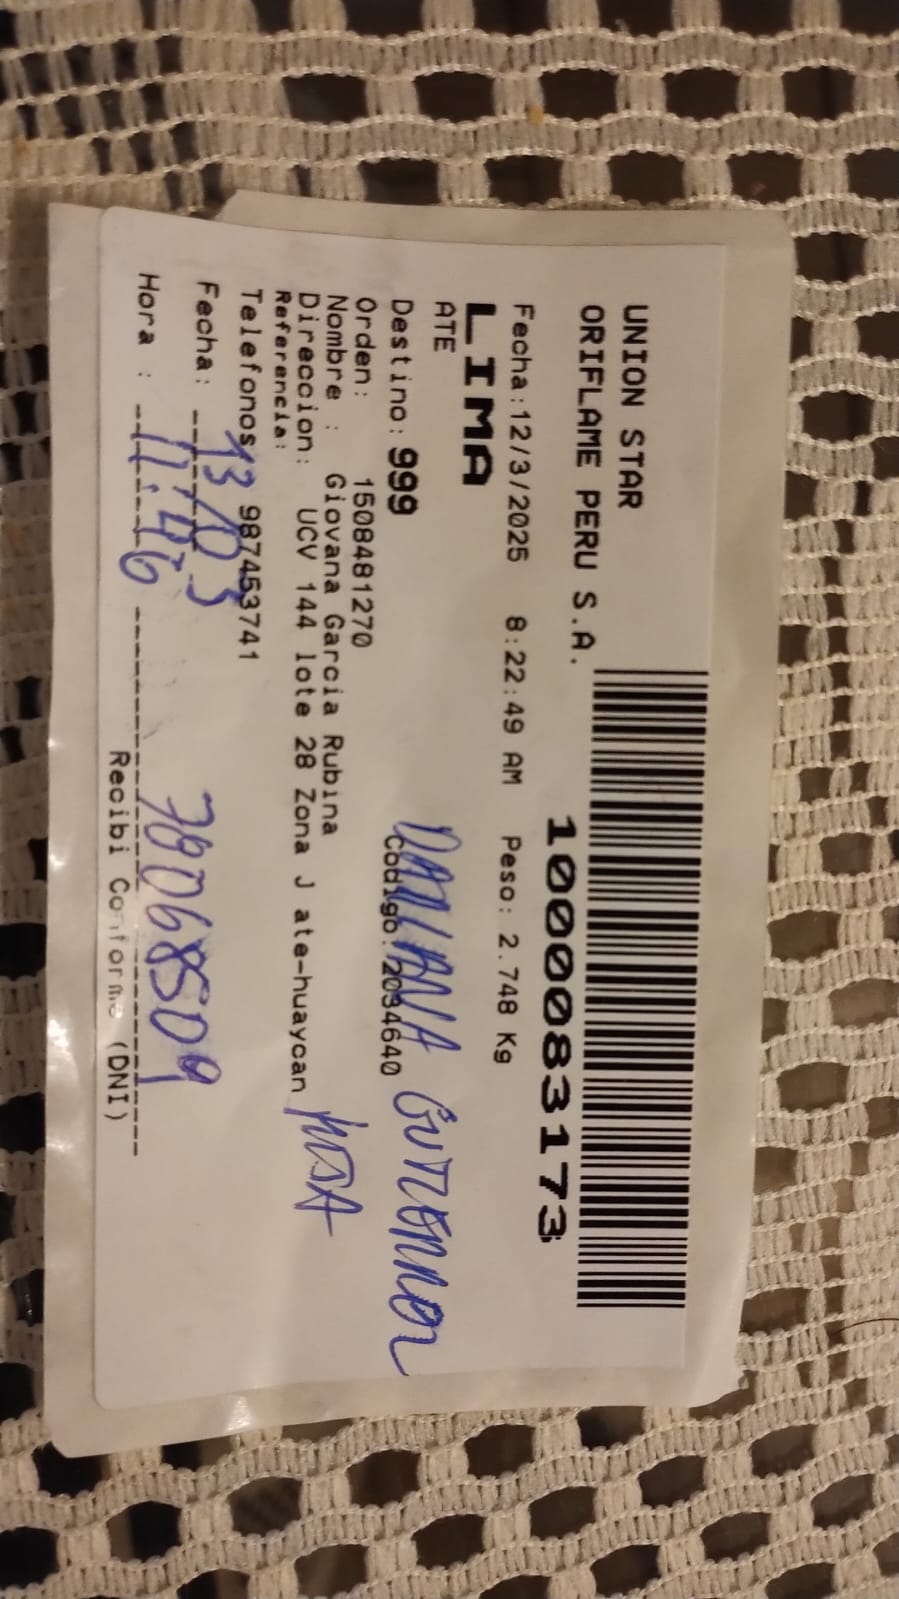 UNION STAR
ORIFLAME PERU S.A.
1000083173
Fecha:12/3/2025 8:22:49 AM Peso: 2.748 Kg
LIMA
ATE
Destino: 999
Codigo:2034640
Orden: 1508481270
Nombre : Giovana Garcia Rubina
Direccion: UCV 144 lote 28 Zona J ate-huaycan
Referencia:
Telefonos 987453741
Fecha: 13/03
Hora : 11:46
Recibi Conforme (DNI)